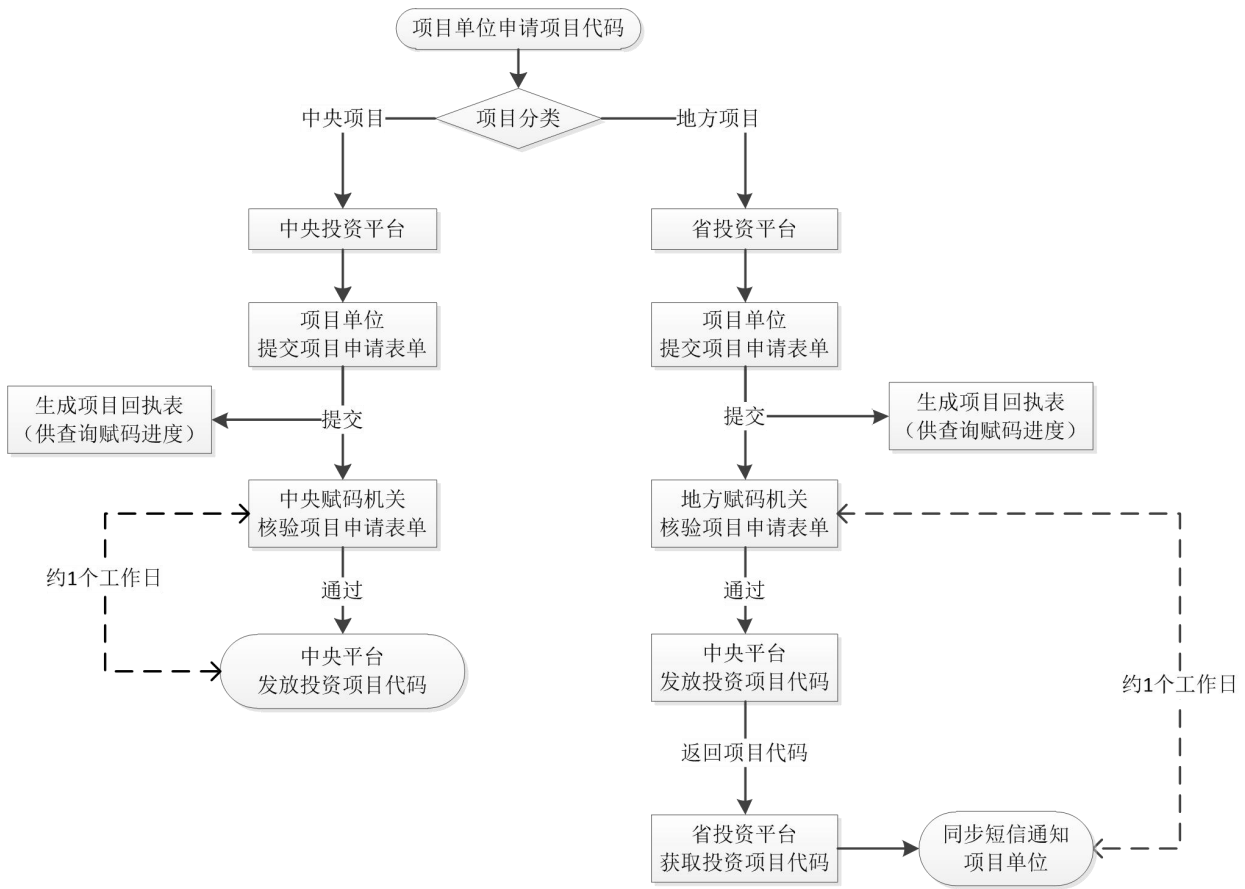 项目单位申请项目代码
项目分类
中央项目
地方项目
中央投资平台
省投资平台
项目单位
提交项目申请表单
项目单位
提交项目申请表单
生成项目回执表
（供查询赋码进度）
提交
提交
生成项目回执表
（供查询赋码进度）
中央赋码机关
核验项目申请表单
地方赋码机关
核验项目申请表单
约1个工作日
通过
通过
中央平台
发放投资项目代码
中央平台
发放投资项目代码
约1个工作日
返回项目代码
省投资平台
获取投资项目代码
同步短信通知
项目单位